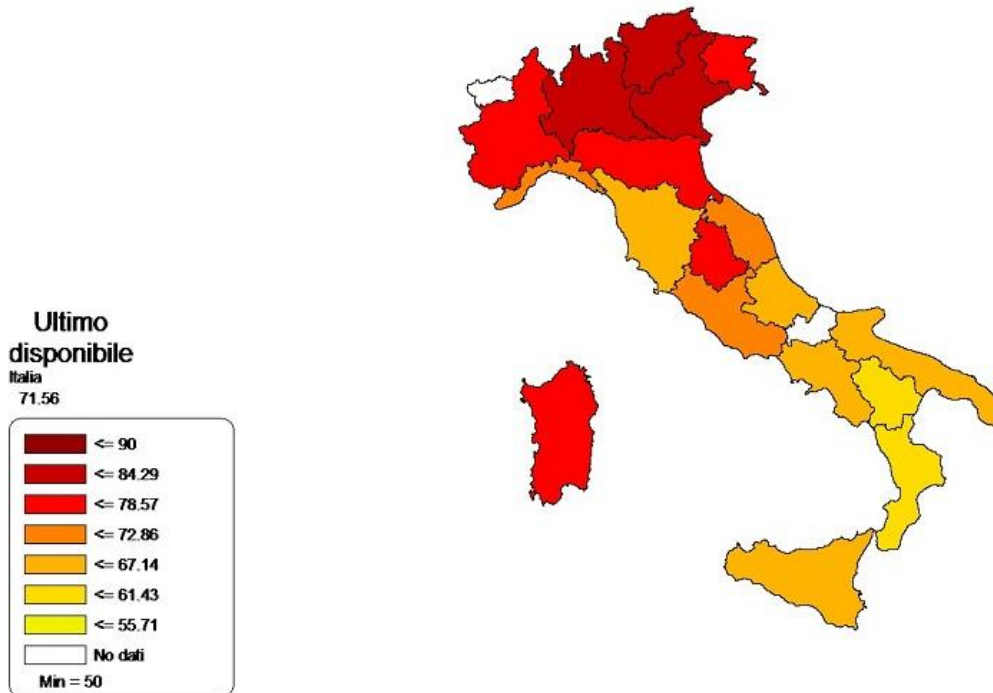 Ultimo
disponibile
Italia
71.56
<= 90
<= 84.29
<= 78.57
<= 72.86
<= 67.14
<= 61.43
<= 55.71
No dati
Min = 50